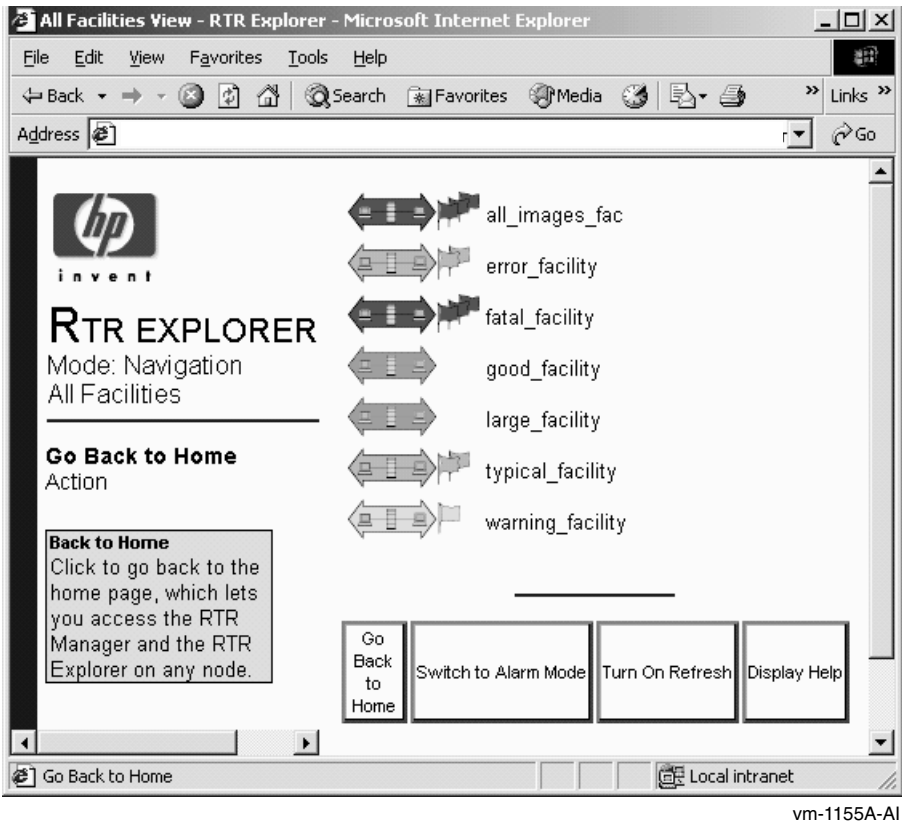 All Facilities View - RTR Explorer - Microsoft Internet Explorer
File Edit View Favorites Tools Help
Back Search Favorites Media » Links »
Address Go
hp
invent
RTR EXPLORER
Mode: Navigation
All Facilities
Go Back to Home
Action
Back to Home
Click to go back to the
home page, which lets
you access the RTR
Manager and the RTR
Explorer on any node.
all_images_fac
error_facility
fatal_facility
good_facility
large_facility
typical_facility
warning_facility
Go
Back
to
Home
Switch to Alarm Mode
Turn On Refresh
Display Help
Go Back to Home
Local intranet
vm-1155A-AI